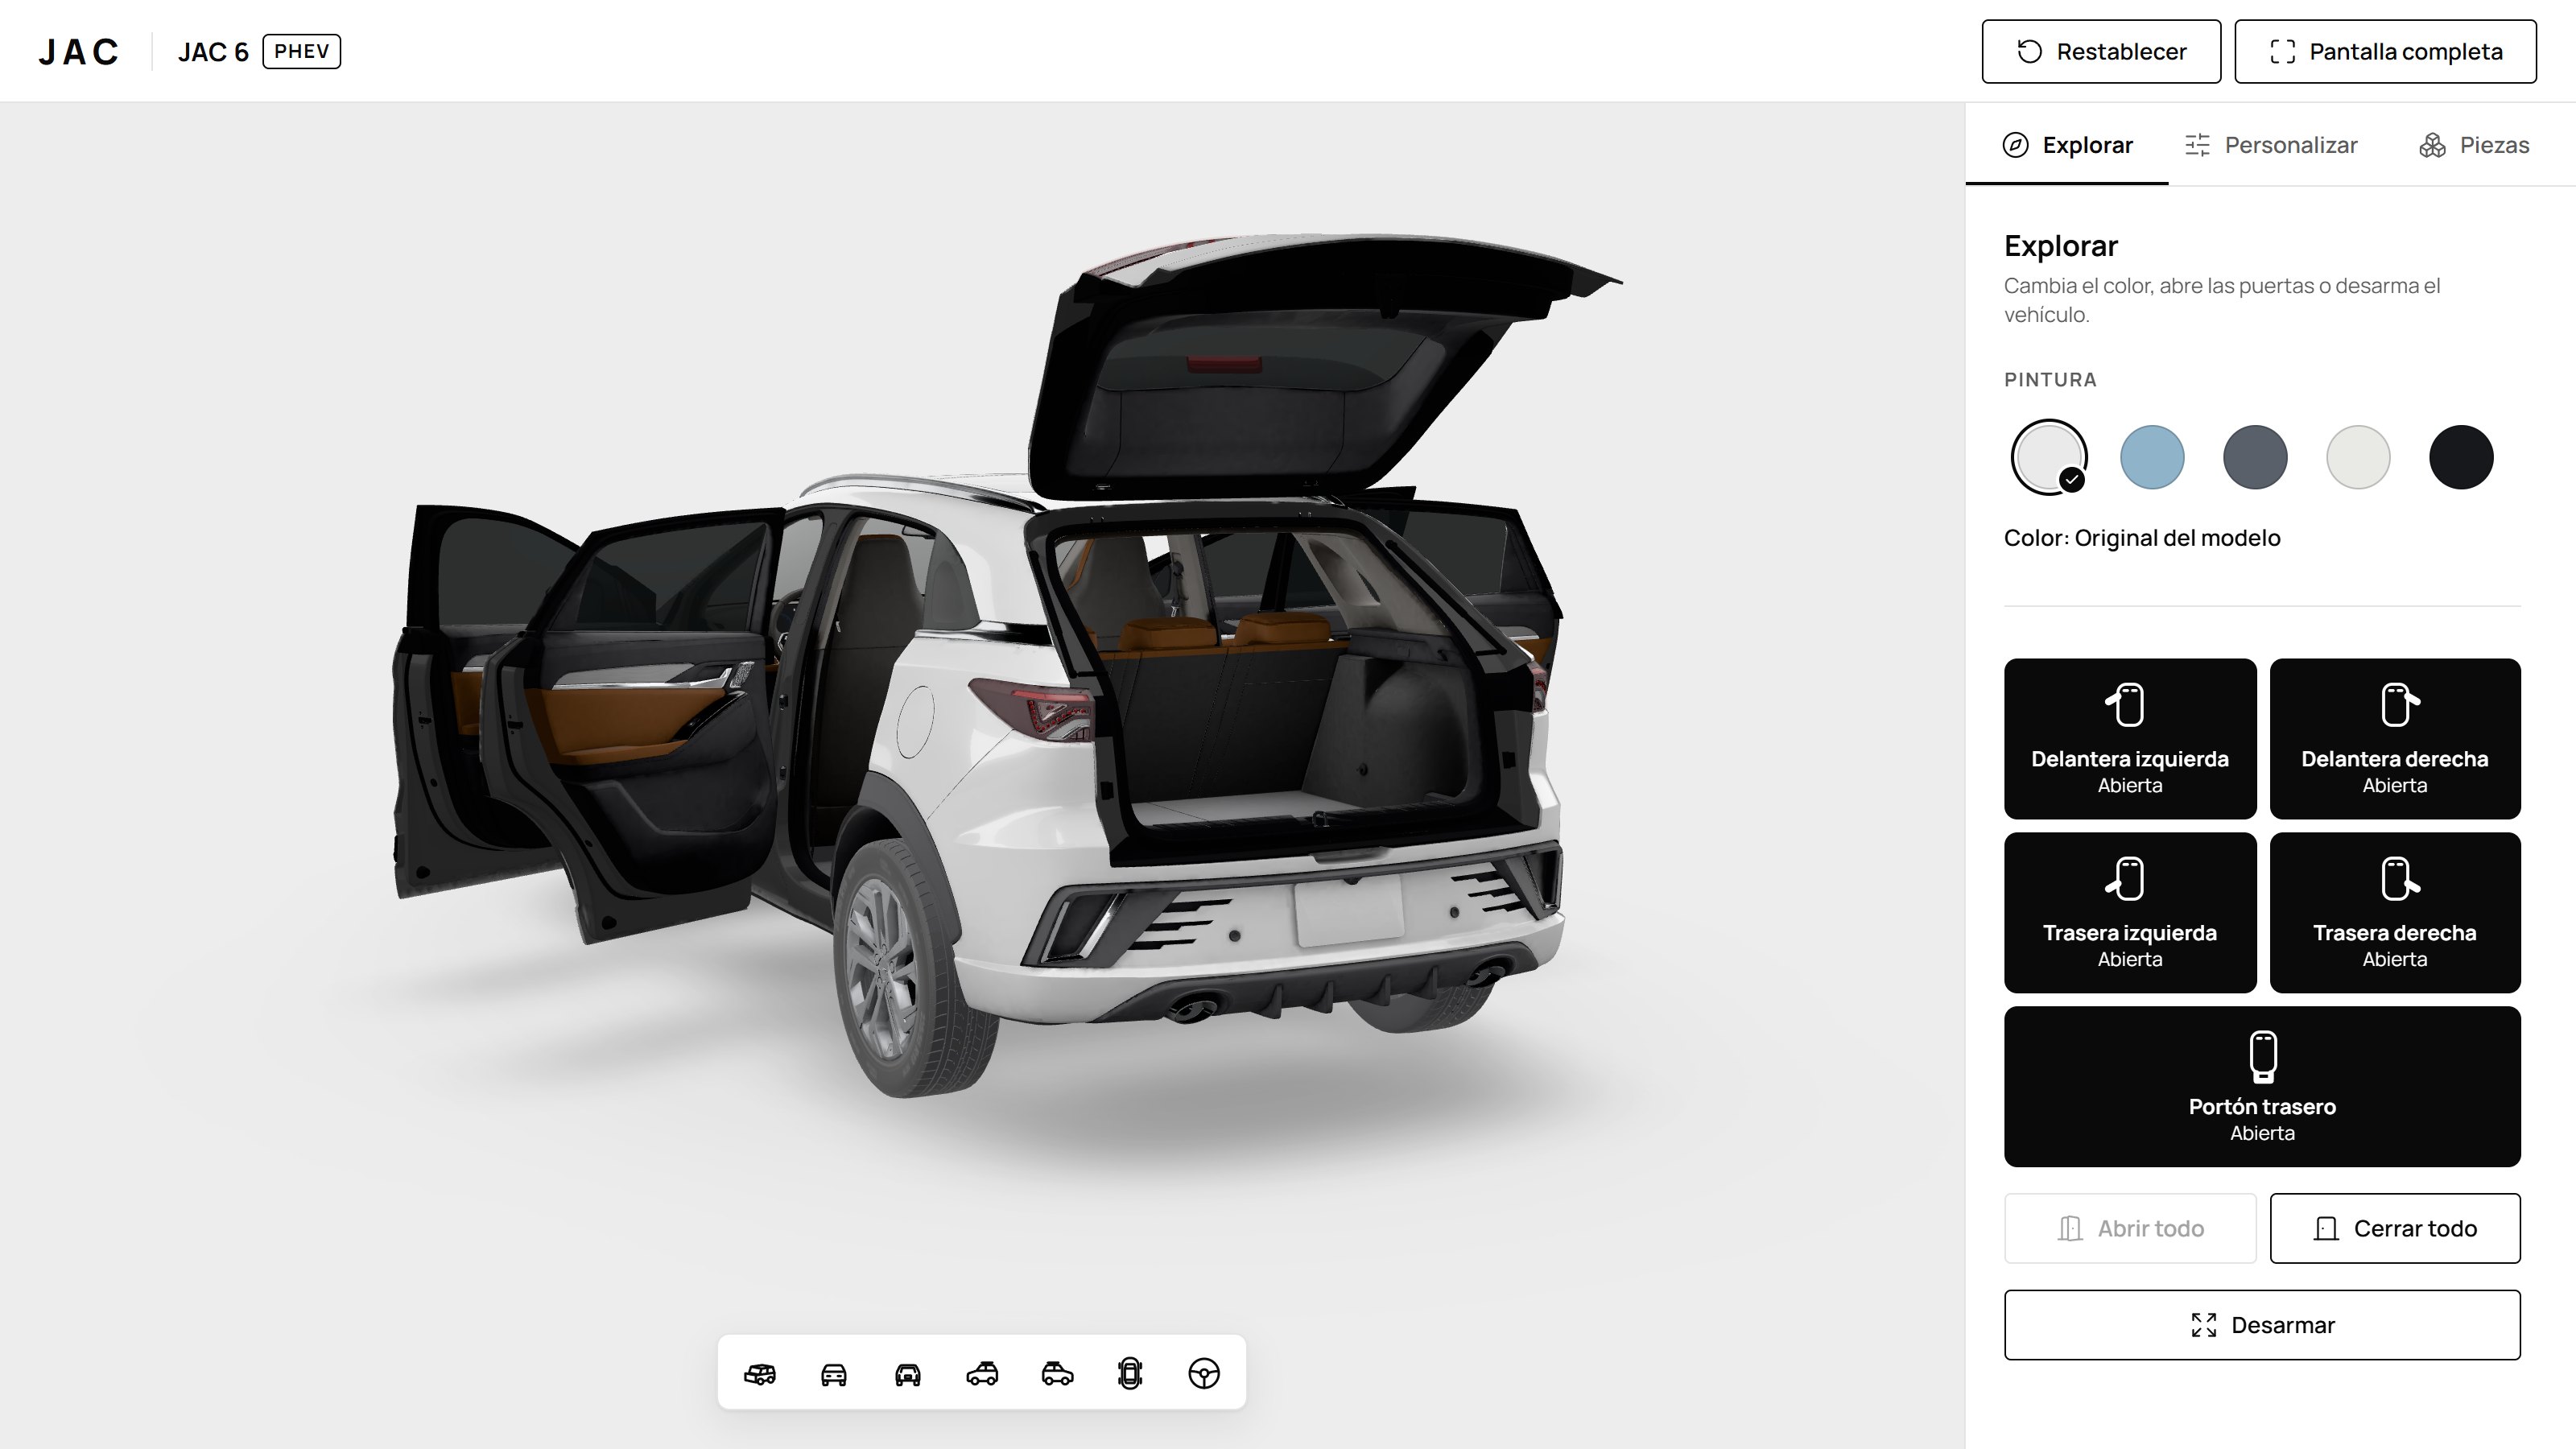 JAC
JAC 6
PHEV
Restablecer
Pantalla completa
Explorar
Personalizar
Piezas
Explorar
Cambia el color, abre las puertas o desarma el
vehículo.
PINTURA
Color: Original del modelo
Delantera izquierda
Abierta
Delantera derecha
Abierta
Trasera izquierda
Abierta
Trasera derecha
Abierta
Portón trasero
Abierta
Abrir todo
Cerrar todo
Desarmar